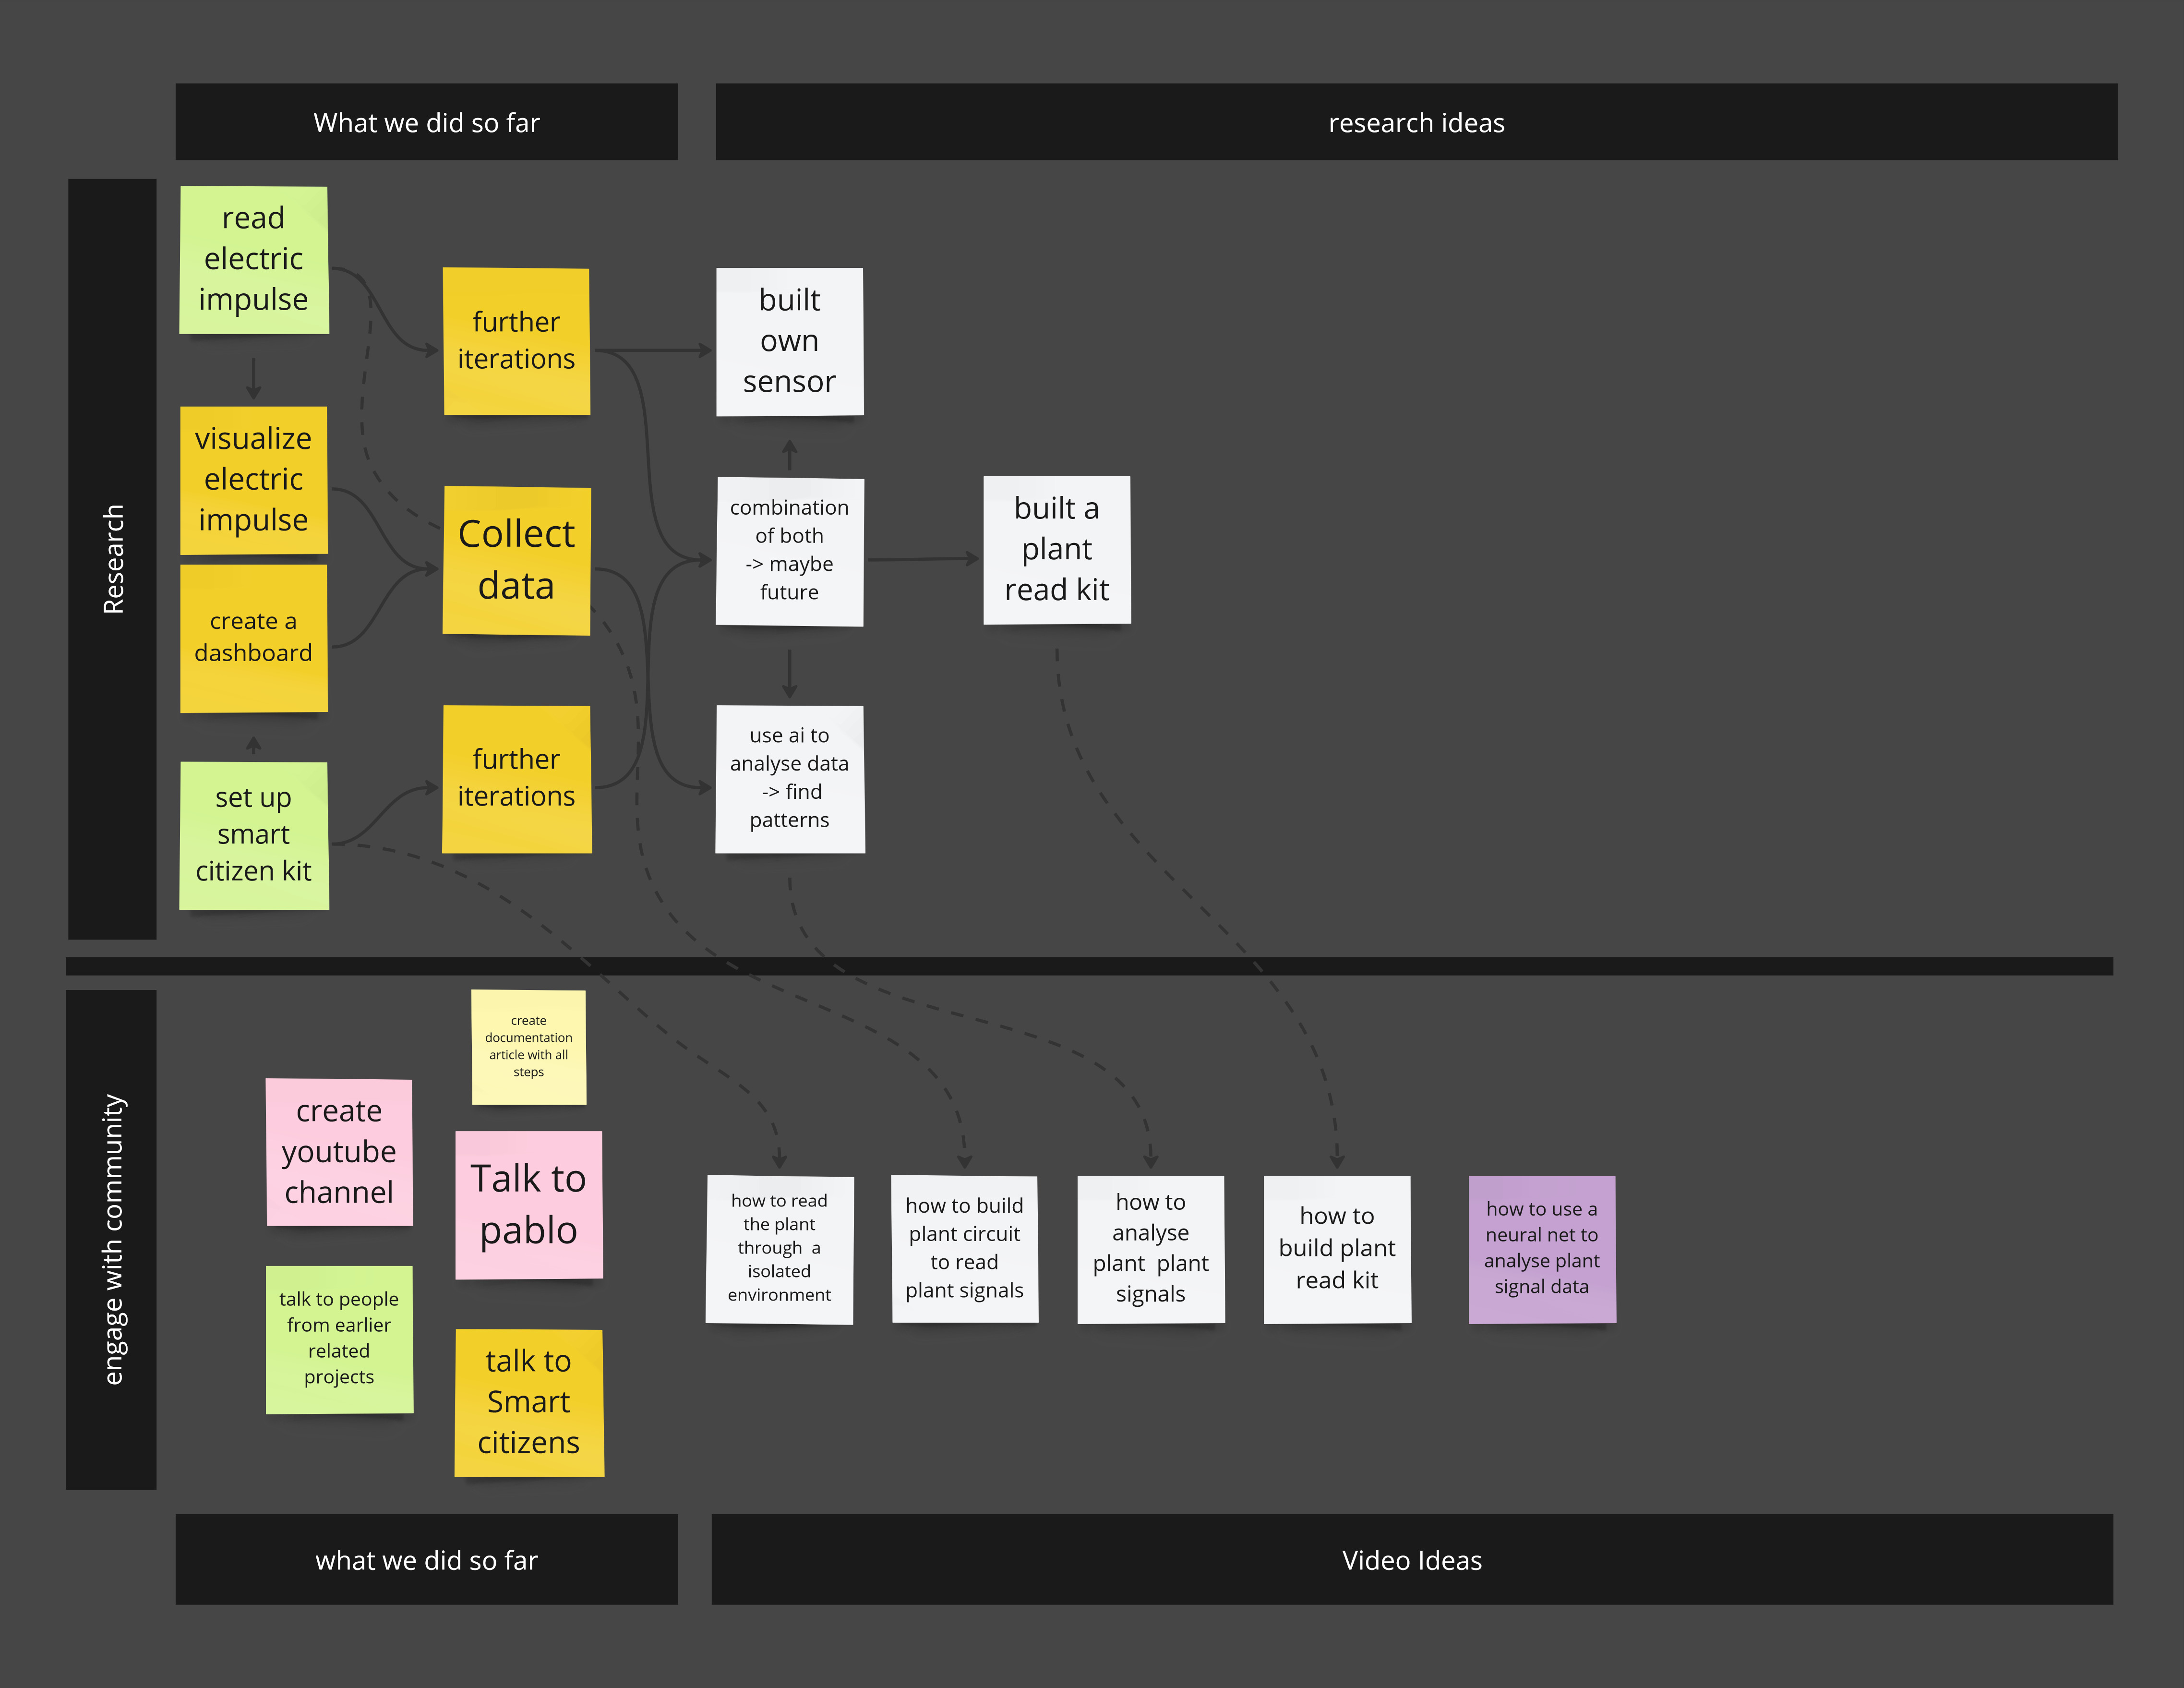 What we did so far
research ideas
Research
read
electric
impulse
further
iterations
built
own
sensor
visualize
electric
impulse
Collect
data
combination
of both
-> maybe
future
built a
plant
read kit
create a
dashboard
further
iterations
use ai to
analyse data
-> find
patterns
set up
smart
citizen kit
engage with community
create
documentation
article with all
steps
create
youtube
channel
Talk to
pablo
talk to people
from earlier
related
projects
talk to
Smart
citizens
how to read
the plant
through  a
isolated
environment
how to build
plant circuit
to read
plant signals
how to
analyse
plant  plant
signals
how to
build plant
read kit
how to use a
neural net to
analyse plant
signal data
what we did so far
Video Ideas